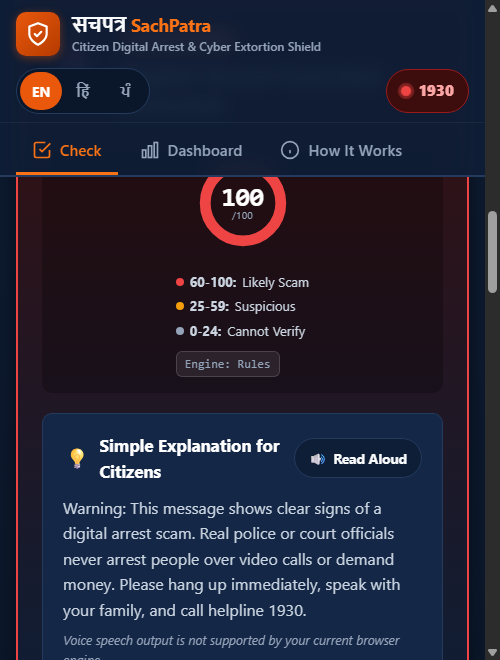 सचपत्र SachPatra
Citizen Digital Arrest & Cyber Extortion Shield
EN हिं पं
1930
Check Dashboard How It Works
100
/100
60-100: Likely Scam
25-59: Suspicious
0-24: Cannot Verify
Engine: Rules
Simple Explanation for
Citizens
Read Aloud
Warning: This message shows clear signs of a
digital arrest scam. Real police or court officials
never arrest people over video calls or demand
money. Please hang up immediately, speak with
your family, and call helpline 1930.
Voice speech output is not supported by your current browser
engine.